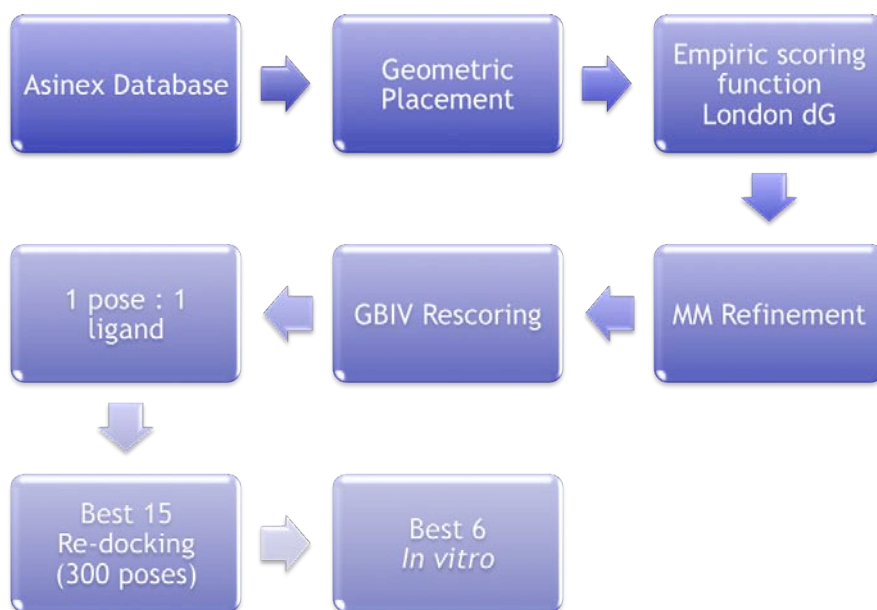 Asinex Database
Geometric
Placement
Empiric scoring
function
London dG
MM Refinement
GBIV Rescoring
1 pose : 1
ligand
Best 15
Re-docking
(300 poses)
Best 6
In vitro